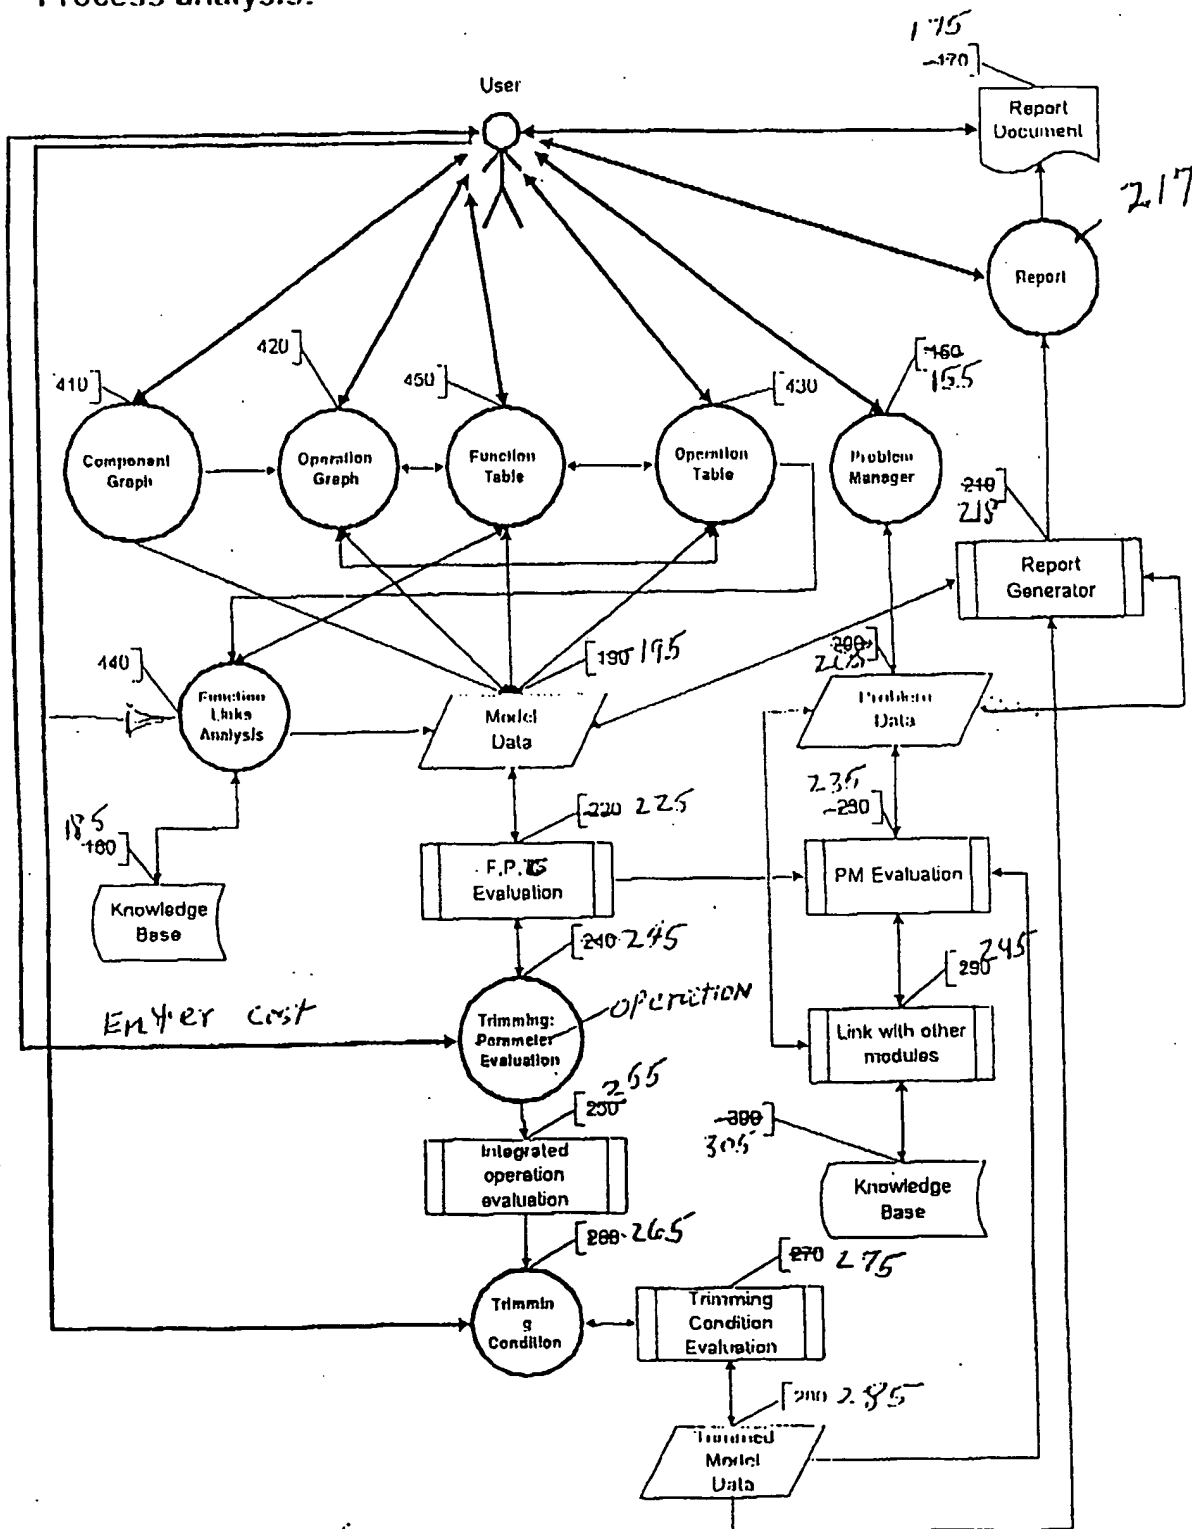 Process analysis.
175
170
User
Report
Document
217
Report
420
410
450
430
160
155
Component
Graph
Operation
Graph
Function
Table
Operation
Table
Problem
Manager
210
218
Report
Generator
190 195
200
440
Function
Links
Analysis
Model
Data
Problem
Data
235
230
220 225
185
180
F.P.
Evaluation
PM Evaluation
Knowledge
Base
240 245
245
290
Enter cost
operation
Trimming:
Parameter
Evaluation
Link with other
modules
255
250
300
305
Integrated
operation
evaluation
Knowledge
Base
265
270 275
Trimmin
g
Condition
Trimming
Condition
Evaluation
280 285
Trimmed
Model
Data